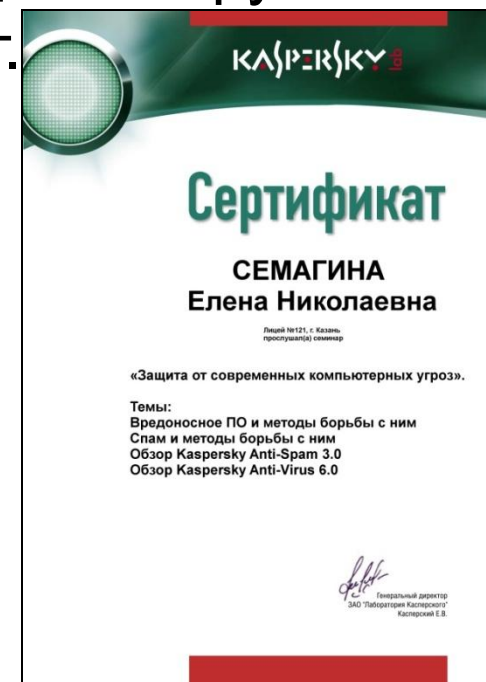 KASPERSKY lab
Сертификат
СЕМАГИНА
Елена Николаевна
Лицей №121, г. Казань
прослушал(а) семинар
«Защита от современных компьютерных угроз».
Темы:
Вредоносное ПО и методы борьбы с ним
Спам и методы борьбы с ним
Обзор Kaspersky Anti-Spam 3.0
Обзор Kaspersky Anti-Virus 6.0
Генеральный директор
ЗАО "Лаборатория Касперского"
Касперский Е.В.